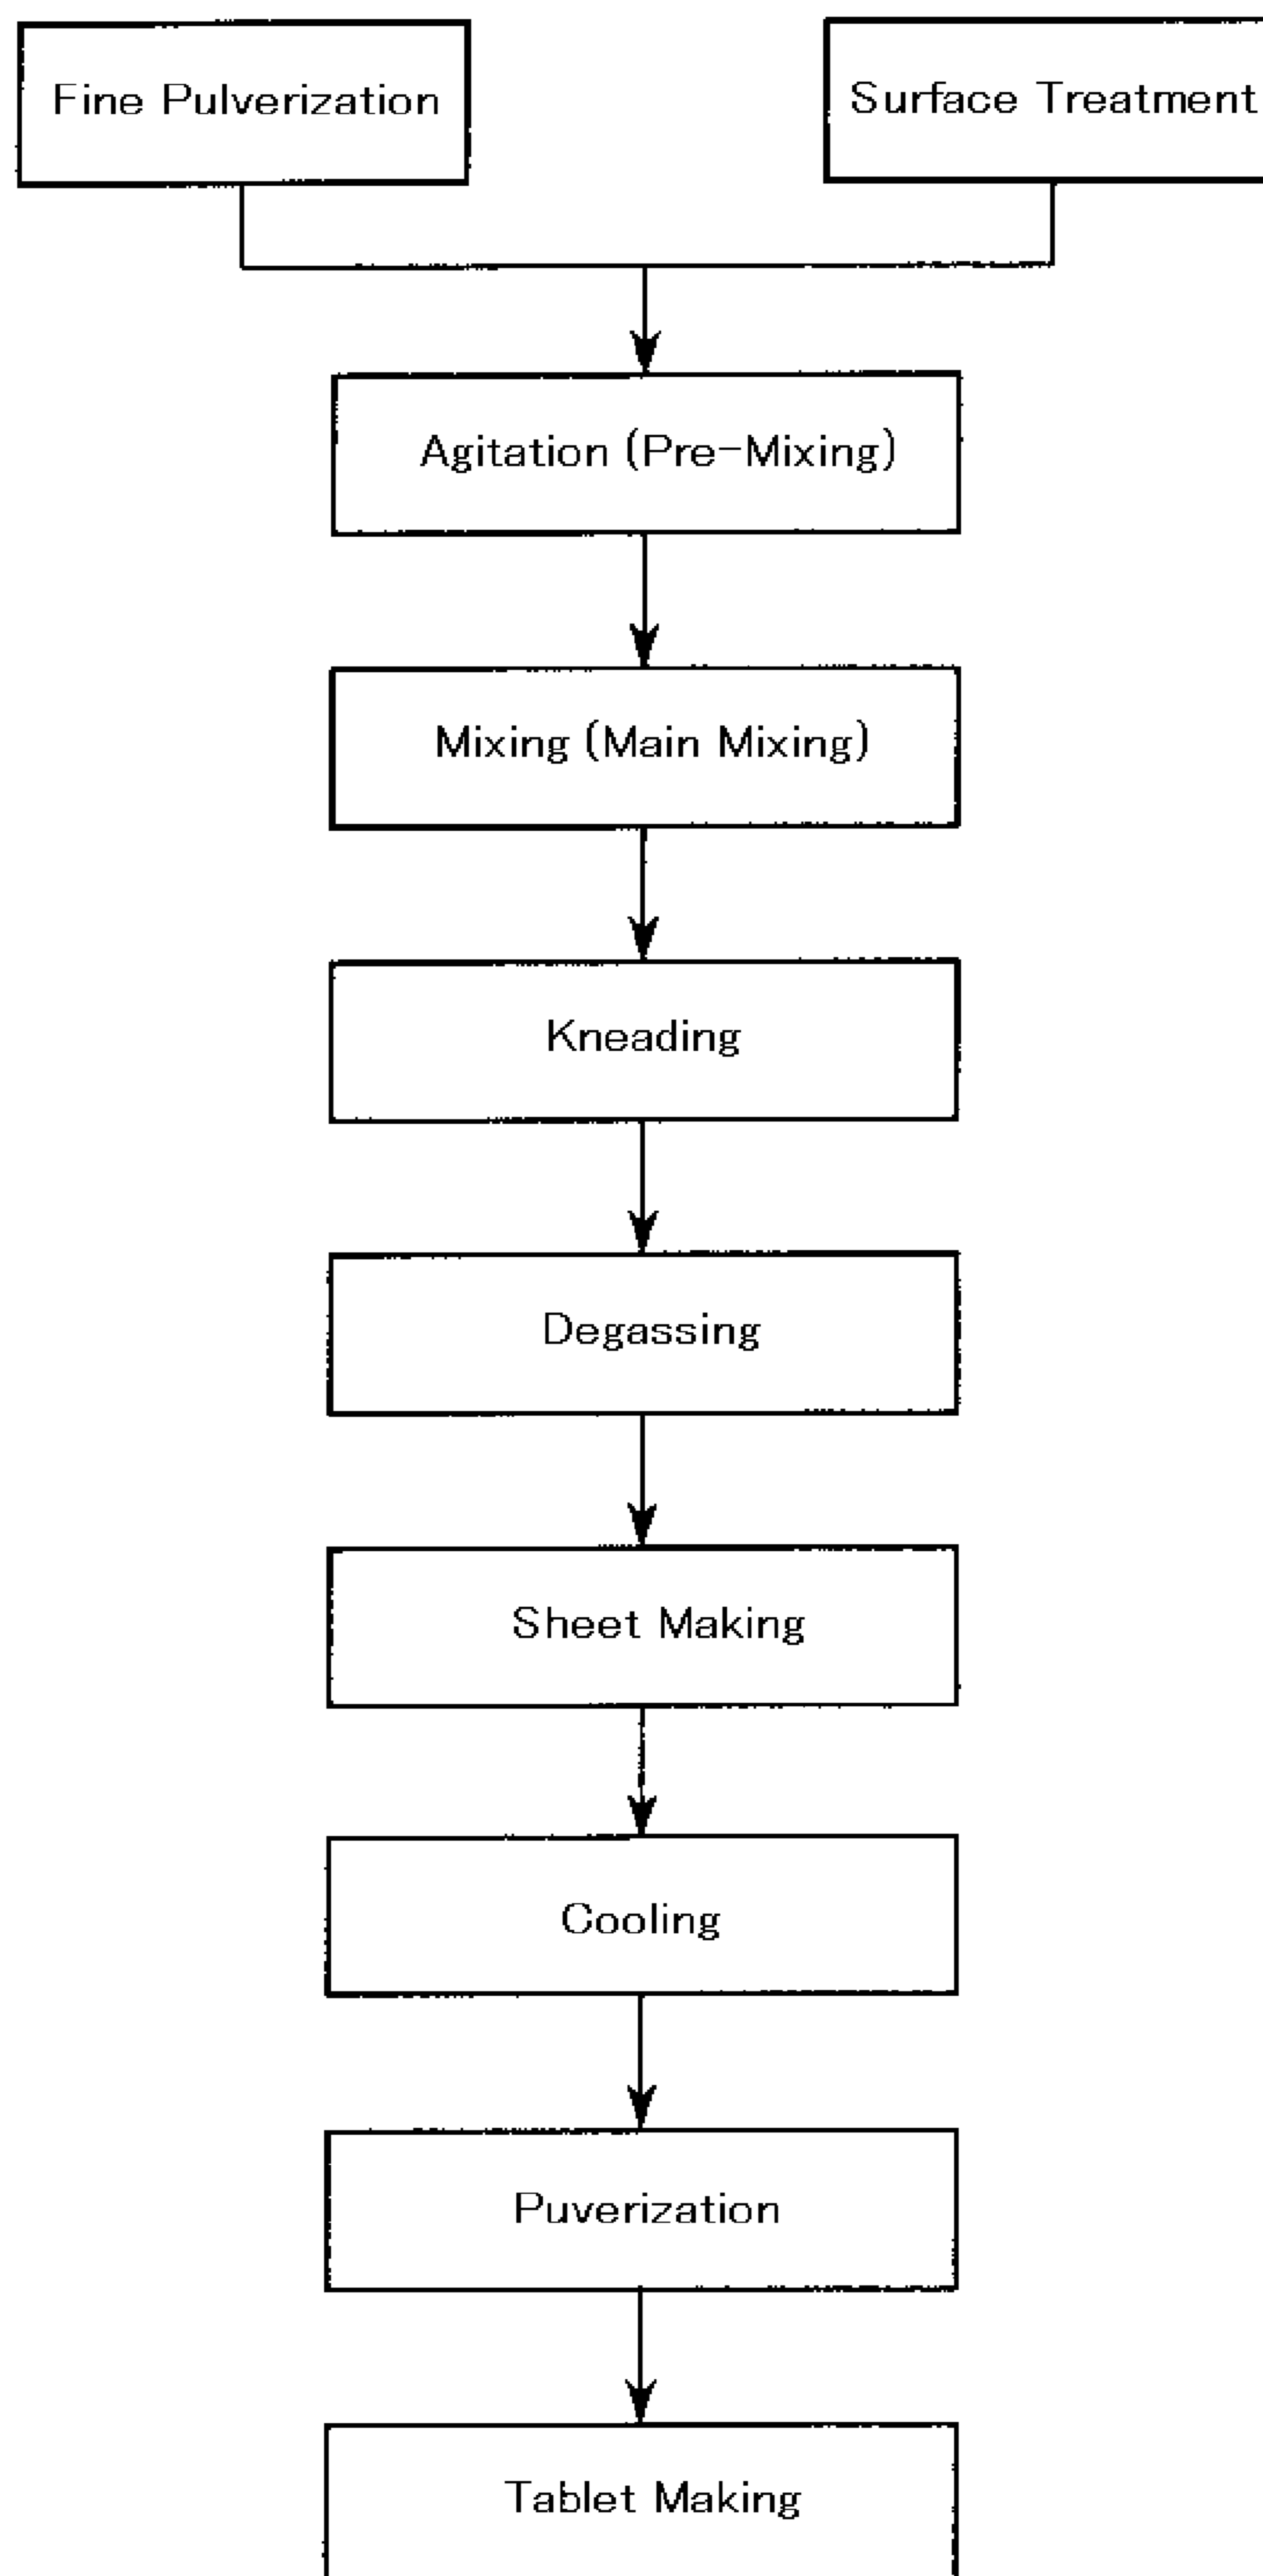 Fine Pulverization
Surface Treatment
Agitation (Pre-Mixing)
Mixing (Main Mixing)
Kneading
Degassing
Sheet Making
Cooling
Puverization
Tablet Making